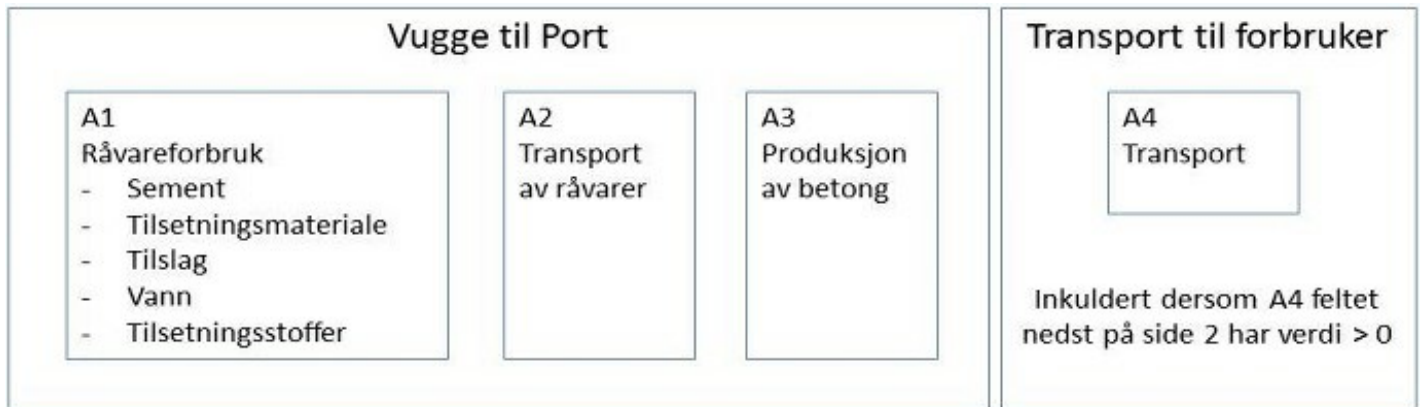 Vugge til Port
A1
Råvareforbruk
- Sement
- Tilsetningsmateriale
- Tilslag
- Vann
- Tilsetningsstoffer
A2
Transport
av råvarer
A3
Produksjon
av betong
Transport til forbruker
A4
Transport
Inkuldert dersom A4 feltet
nedst på side 2 har verdi > 0